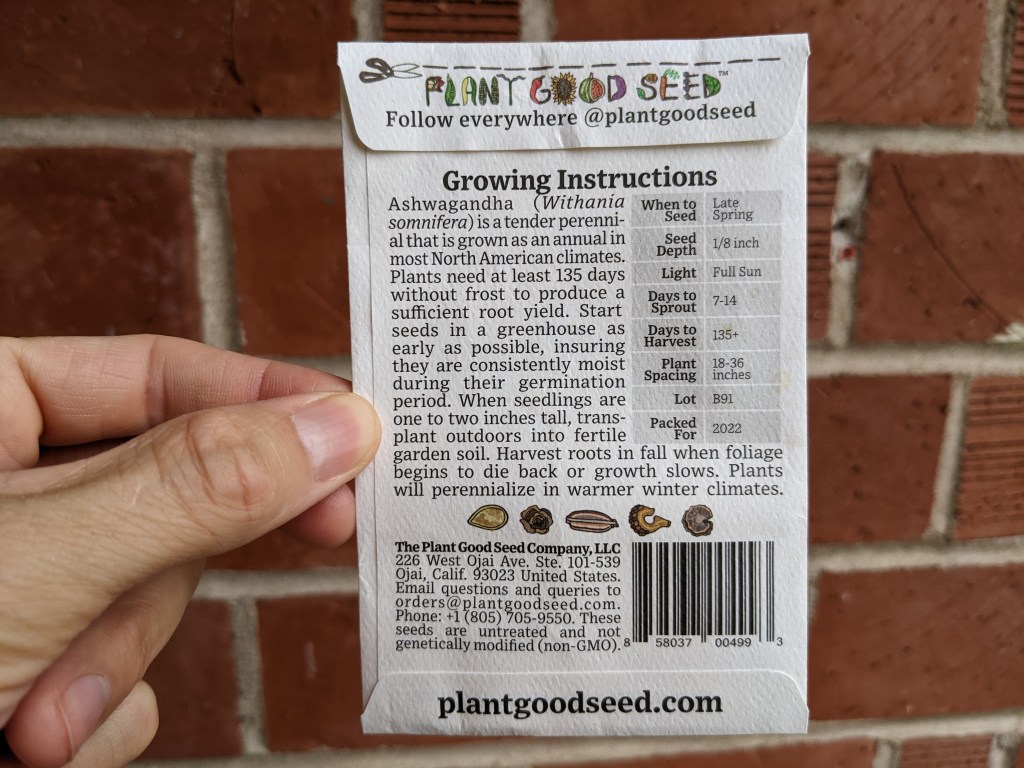 PLANT GOOD SEED™
Follow everywhere @plantgoodseed
Growing Instructions
Ashwagandha (Withania
somnifera) is a tender perenni-
al that is grown as an annual in
most North American climates.
Plants need at least 135 days
without frost to produce a
sufficient root yield. Start
seeds in a greenhouse as
early as possible, insuring
they are consistently moist
during their germination
period. When seedlings are
one to two inches tall, trans-
plant outdoors into fertile
garden soil. Harvest roots in fall when foliage
begins to die back or growth slows. Plants
will perennialize in warmer winter climates.
When to Seed Late Spring
Seed Depth 1/8 inch
Light Full Sun
Days to Sprout 7-14
Days to Harvest 135+
Plant Spacing 18-36 inches
Lot B91
Packed For 2022
The Plant Good Seed Company, LLC
226 West Ojai Ave. Ste. 101-539
Ojai, Calif. 93023 United States.
Email questions and queries to
orders@plantgoodseed.com.
Phone: +1 (805) 705-9550. These
seeds are untreated and not
genetically modified (non-GMO).
8 58037 00499 3
plantgoodseed.com